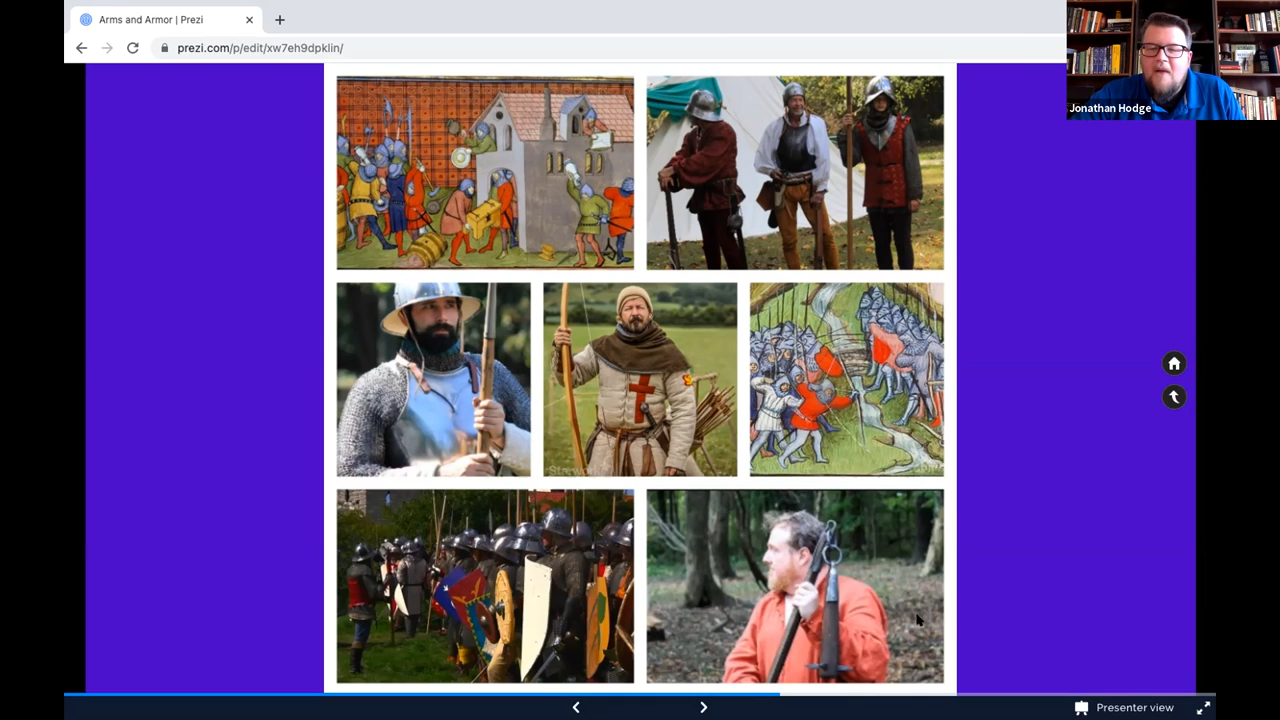 Arms and Armor | Prezi
prezi.com/p/edit/xw7eh9dpklin/
Jonathan Hodge
Presenter view